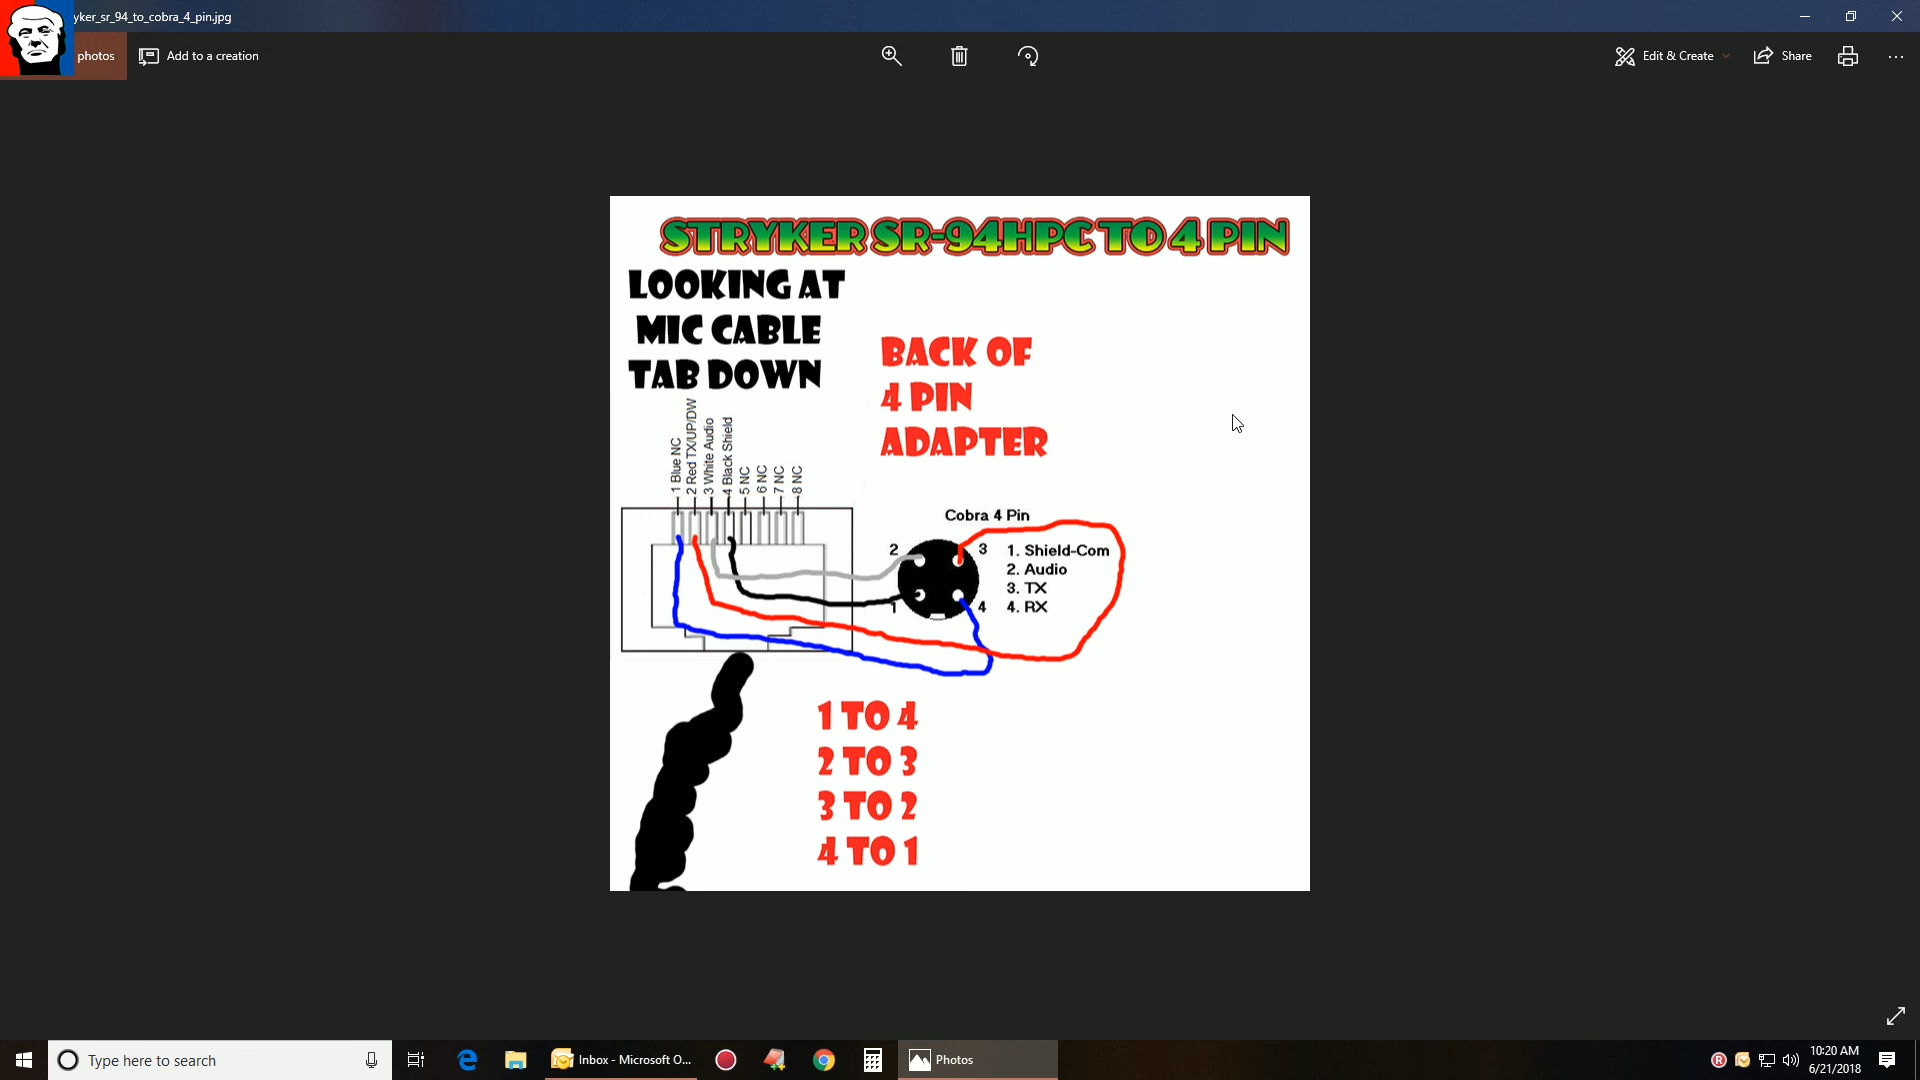 yker_sr_94_to_cobra_4_pin.jpg
photos
Add to a creation
Edit & Create
Share
STRYKER SR-94HPC TO 4 PIN
LOOKING AT
MIC CABLE
TAB DOWN
BACK OF
4 PIN
ADAPTER
1 Blue NC
2 Red TX/UP/DW
3 White Audio
4 Black Shield
5 NC
6 NC
7 NC
8 NC
Cobra 4 Pin
2
3
1
4
1. Shield-Com
2. Audio
3. TX
4. RX
1 TO 4
2 TO 3
3 TO 2
4 TO 1
Type here to search
Inbox - Microsoft O...
Photos
R
10:20 AM
6/21/2018